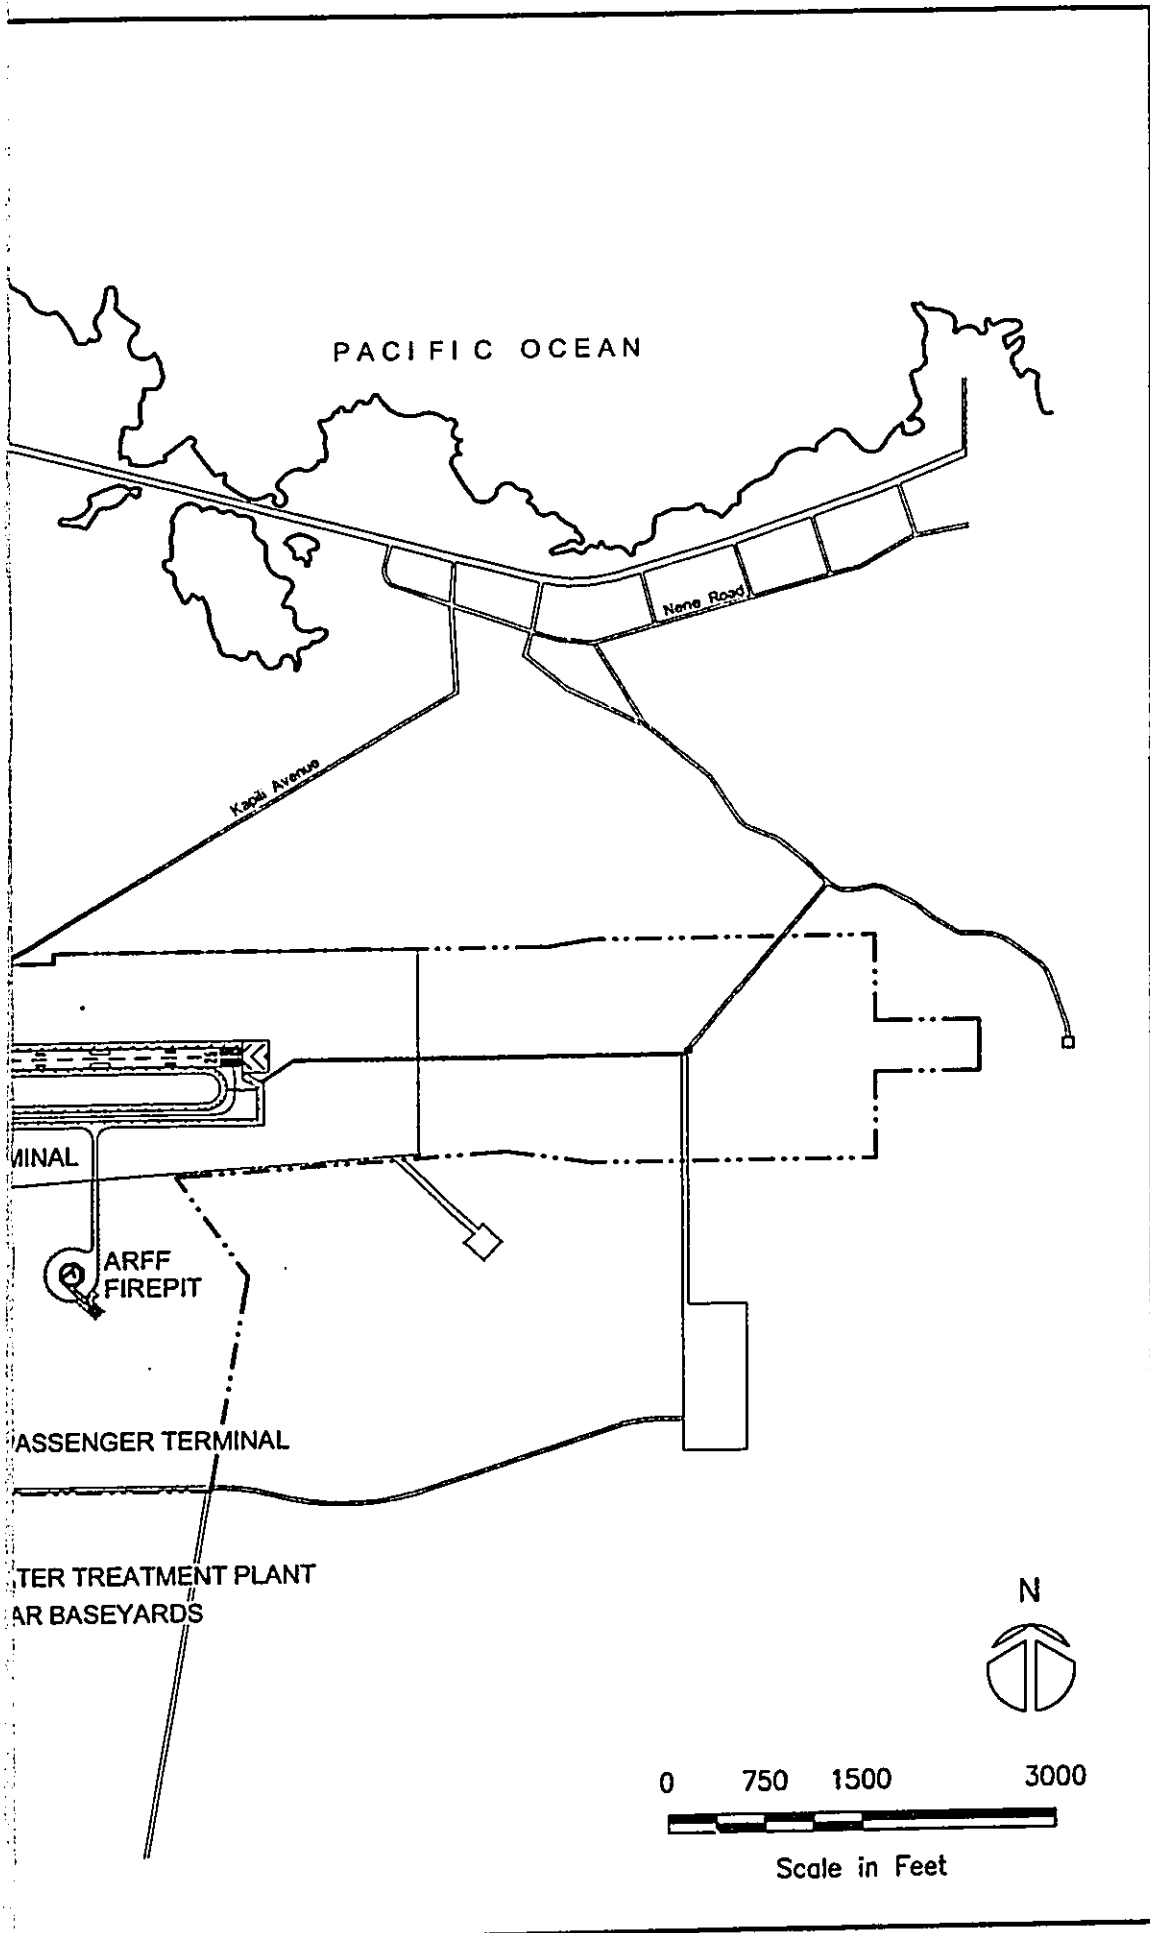 PACIFIC OCEAN
Nene Road
Kapili Avenue
26
MINAL
ARFF
FIREPIT
ASSENGER TERMINAL
TER TREATMENT PLANT
AR BASEYARDS
N
0 750 1500 3000
Scale in Feet